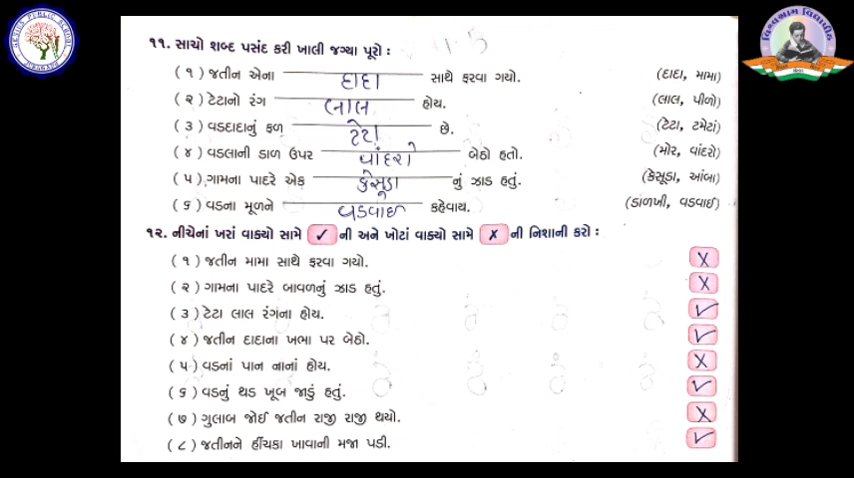 GENIUS PUBLIC SCHOOL
૧૧. સાચો શબ્દ પસંદ કરી ખાલી જગ્યા પૂરો :
(૧) જતીન એના દાદા સાથે ફરવા ગયો. (દાદા, મામા)
(૨) ટેટાનો રંગ લાલ હોય. (લાલ, પીળો)
(૩) વડદાદાનું ફળ ટેટા છે. (ટેટા, ટમેટાં)
(૪) વડલાની ડાળ ઉપર વાંદરો બેઠો હતો. (મોર, વાંદરો)
(૫) ગામના પાદરે એક કેસૂડા નું ઝાડ હતું. (કેસૂડા, આંબા)
(૬) વડના મૂળને વડવાઈ કહેવાય. (ડાળખી, વડવાઈ)
૧૨. નીચેનાં ખરાં વાક્યો સામે ✓ ની અને ખોટાં વાક્યો સામે ✗ ની નિશાની કરો :
(૧) જતીન મામા સાથે ફરવા ગયો. ✗
(૨) ગામના પાદરે બાવળનું ઝાડ હતું. ✗
(૩) ટેટા લાલ રંગના હોય. ✓
(૪) જતીન દાદાના ખભા પર બેઠો. ✓
(૫) વડનાં પાન નાનાં હોય. ✗
(૬) વડનું થડ ખૂબ જાડું હતું. ✓
(૭) ગુલાબ જોઈ જતીન રાજી રાજી થયો. ✗
(૮) જતીનને હીંચકા ખાવાની મજા પડી. ✓